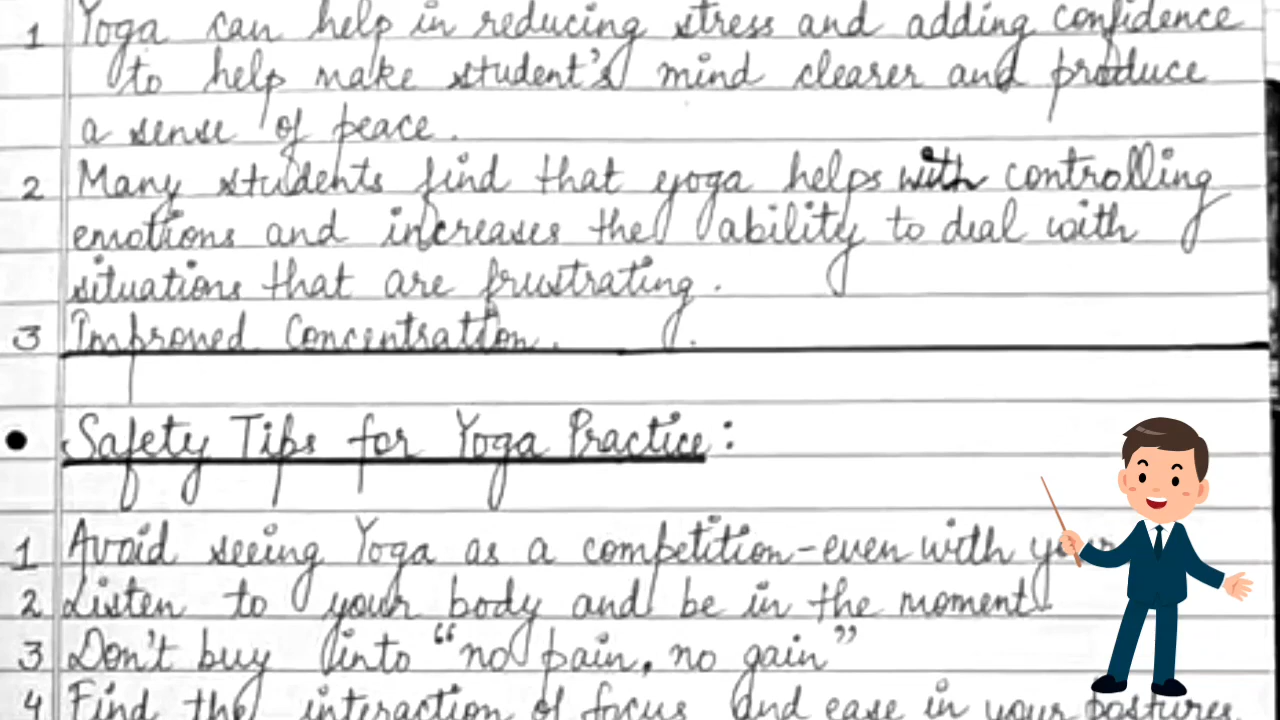 1 Yoga can help in reducing stress and adding confidence
to help make student's mind clearer and produce
a sense of peace.
2 Many students find that yoga helps with controlling
emotions and increases the ability to deal with
situations that are frustrating.
3 Improved Concentration.
• Safety Tips for Yoga Practice:
1 Avoid seeing Yoga as a competition-even with your
2 Listen to your body and be in the moment.
3 Don't buy into "no pain, no gain"
4 Find the interaction of focus and ease in your postures.